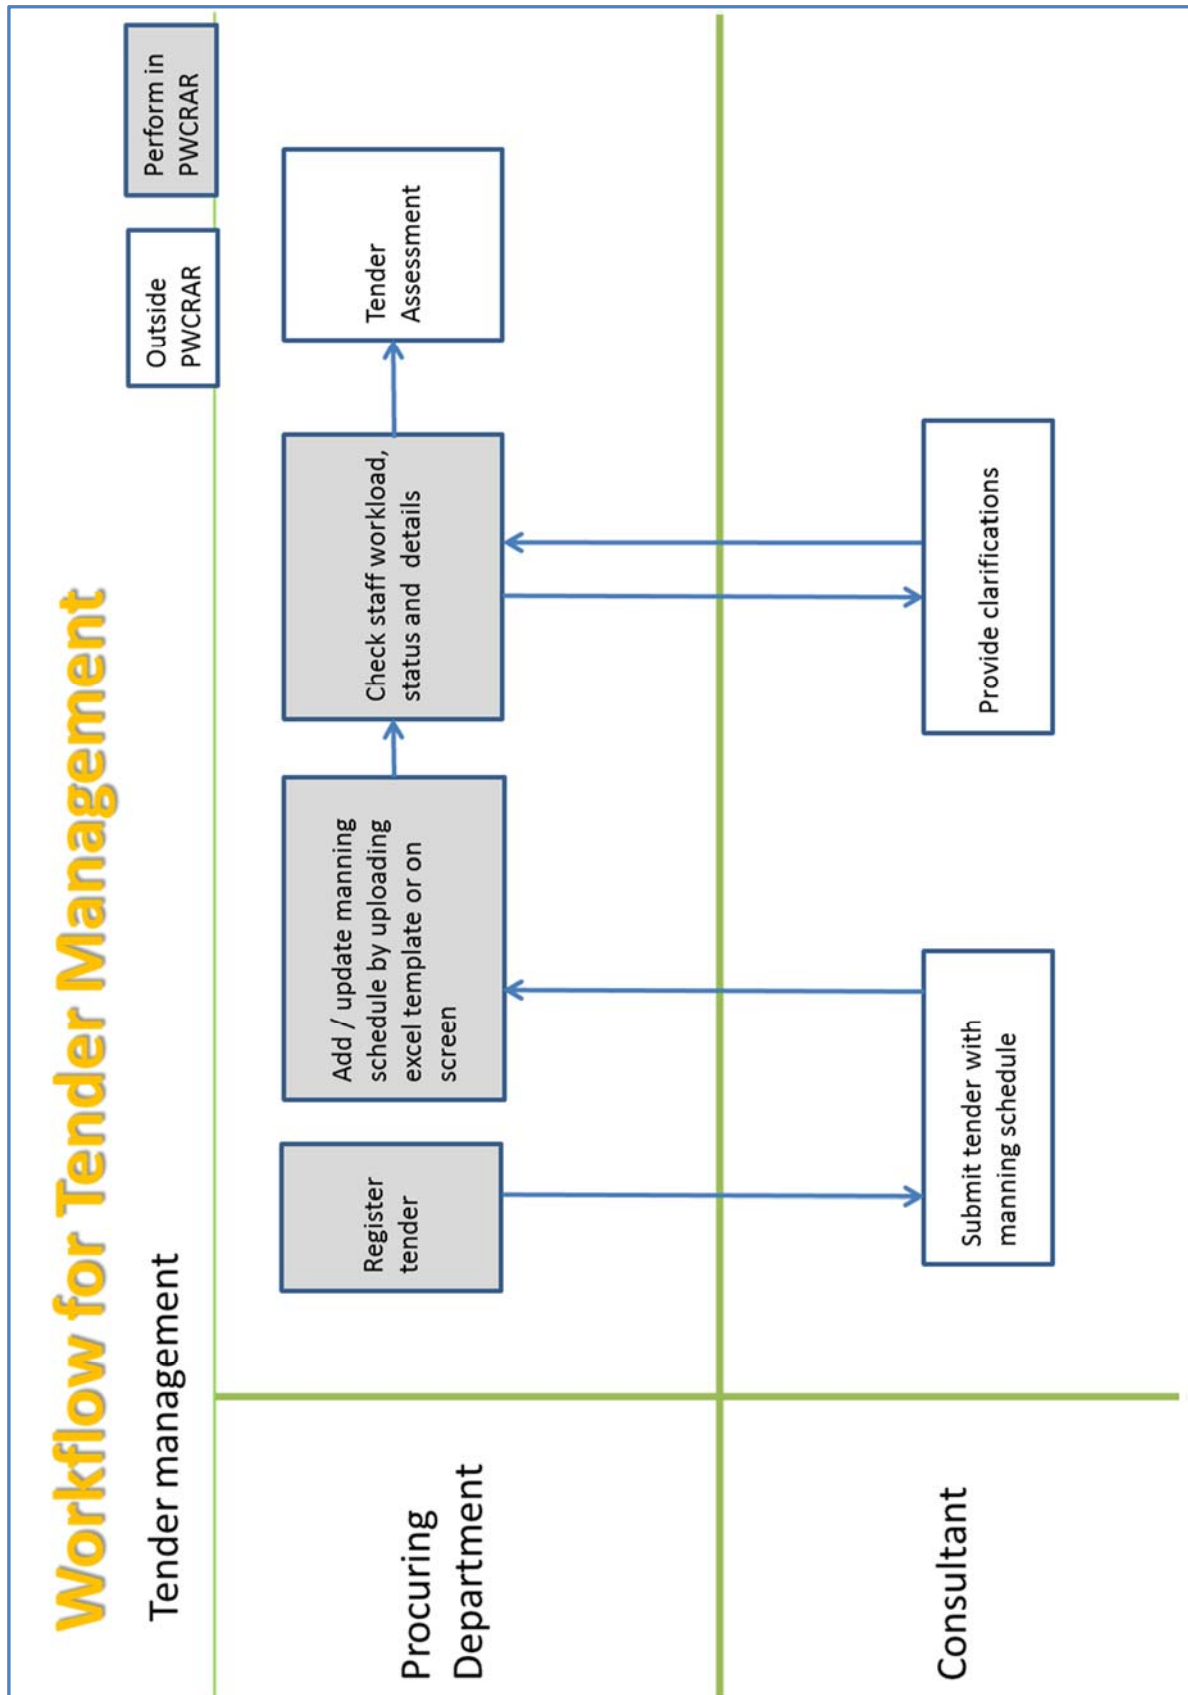 Workflow for Tender Management
Tender management
Outside
PWCRAR
Perform in
PWCRAR
Procuring
Department
Register
tender
Add / update manning
schedule by uploading
excel template or on
screen
Check staff workload,
status and details
Tender
Assessment
Consultant
Submit tender with
manning schedule
Provide clarifications